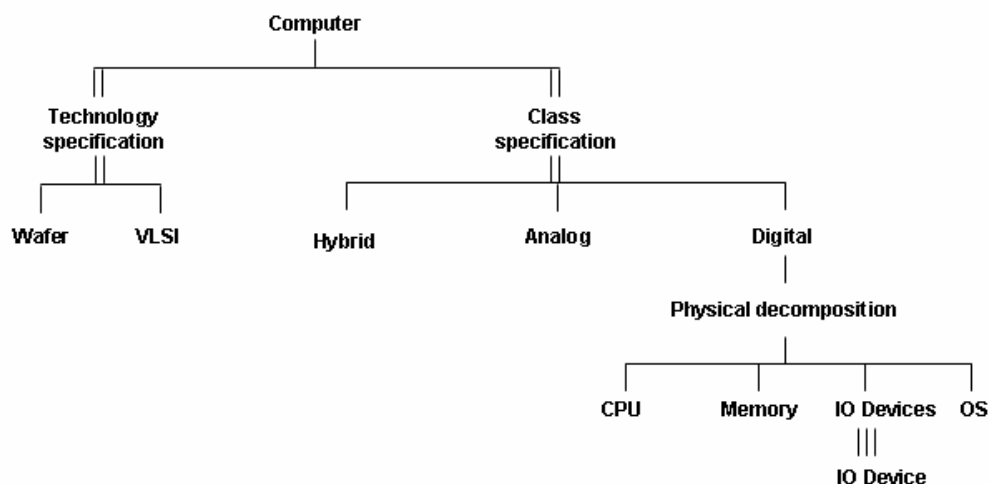 Computer
Technology
specification
Class
specification
Wafer
VLSI
Hybrid
Analog
Digital
Physical decomposition
CPU
Memory
IO Devices
OS
IO Device